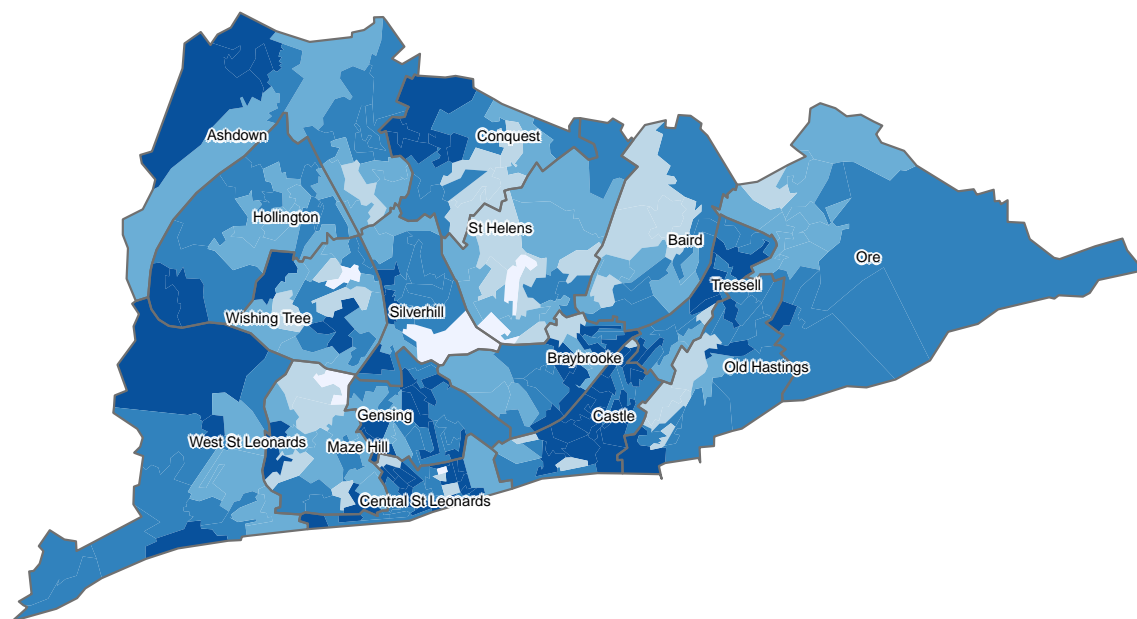 Ashdown
Conquest
Hollington
St Helens
Baird
Ore
Tressell
Wishing Tree
Silverhill
Braybrooke
Old Hastings
Gensing
Castle
West St Leonards
Maze Hill
Central St Leonards